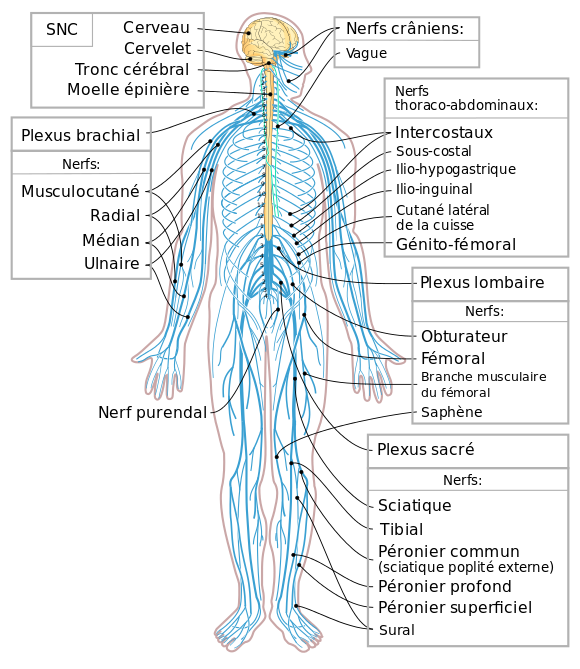 SNC
Cerveau
Cervelet
Tronc cérébral
Moelle épinière
Plexus brachial
Nerfs:
Musculocutané
Radial
Médian
Ulnaire
Nerf purendal
Nerfs crâniens:
Vague
Nerfs
thoraco-abdominaux:
Intercostaux
Sous-costal
Ilio-hypogastrique
Ilio-inguinal
Cutané latéral
de la cuisse
Génito-fémoral
Plexus lombaire
Nerfs:
Obturateur
Fémoral
Branche musculaire
du fémoral
Saphène
Plexus sacré
Nerfs:
Sciatique
Tibial
Péronier commun
(sciatique poplité externe)
Péronier profond
Péronier superficiel
Sural